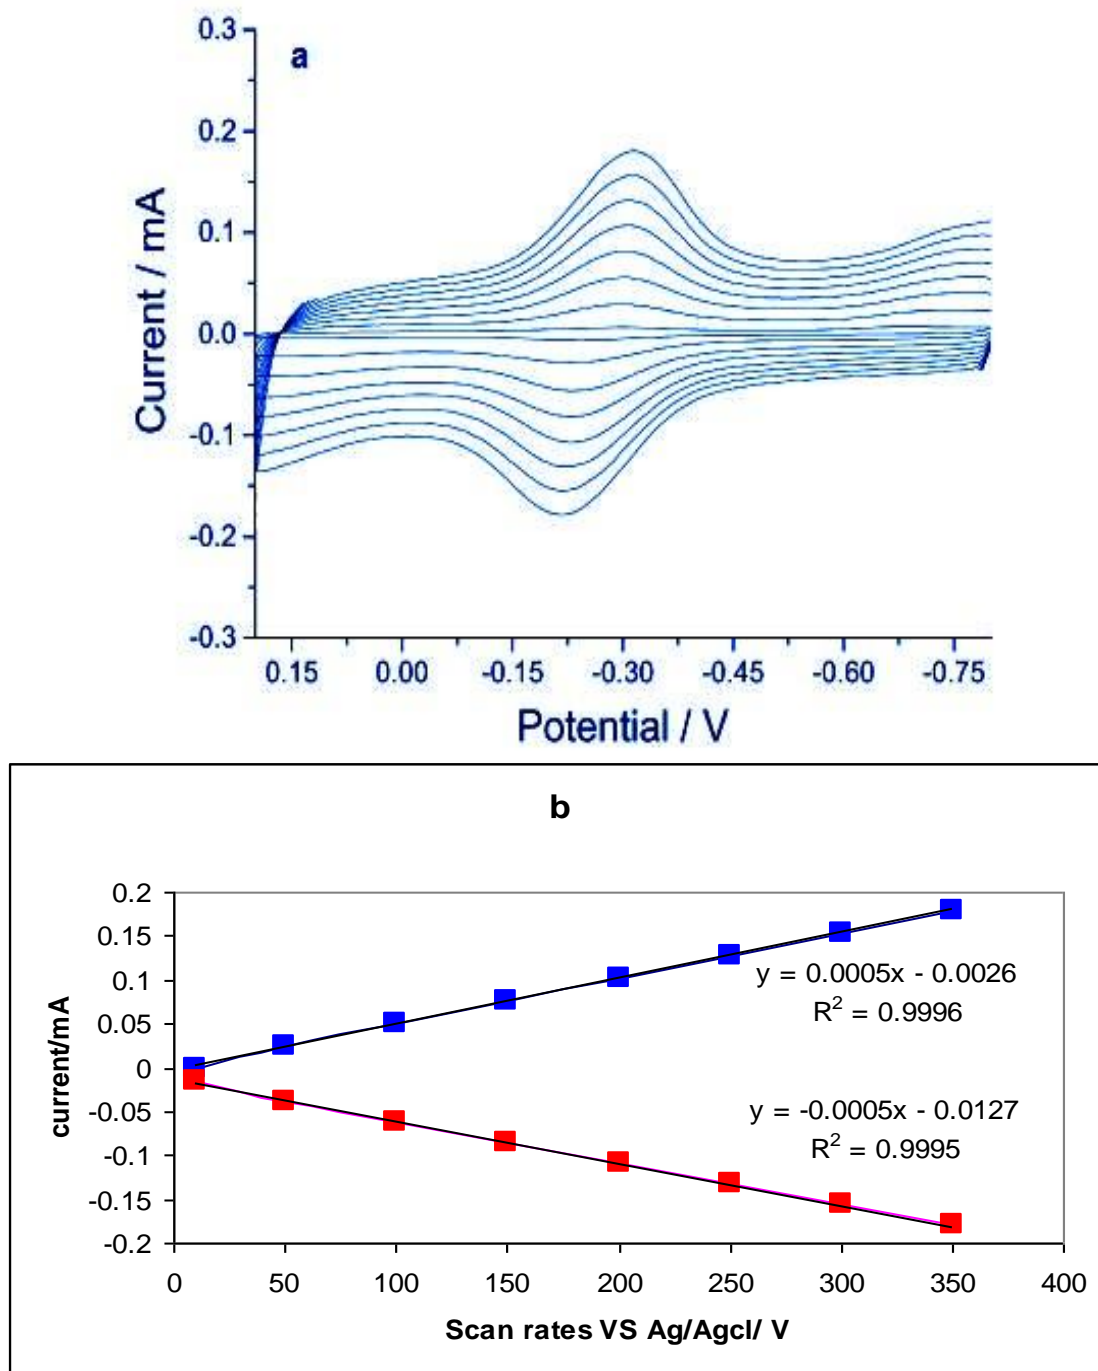 a
0.3
0.2
0.1
0.0
-0.1
-0.2
-0.3
Current / mA
0.15 0.00 -0.15 -0.30 -0.45 -0.60 -0.75
Potential / V
b
0.2
0.15
0.1
0.05
0
-0.05
-0.1
-0.15
-0.2
current/mA
y = 0.0005x - 0.0026
R² = 0.9996
y = -0.0005x - 0.0127
R² = 0.9995
0 50 100 150 200 250 300 350 400
Scan rates VS Ag/Agcl/ V